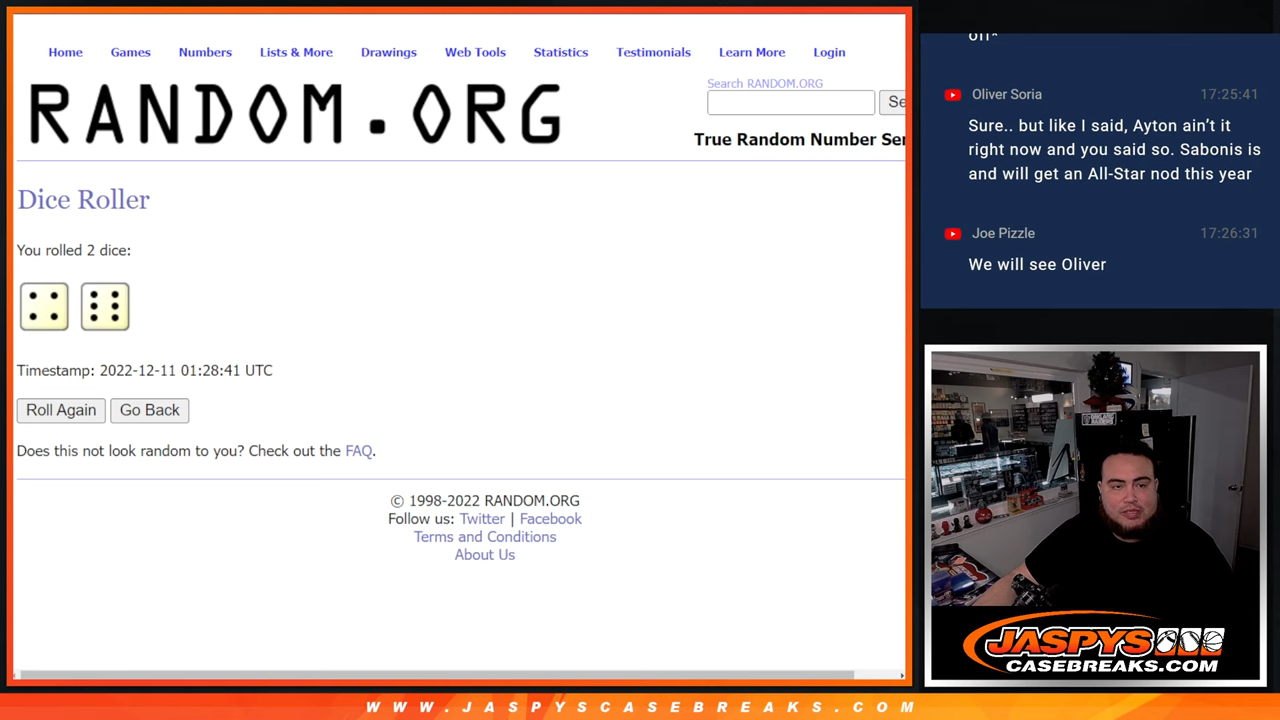 Home Games Numbers Lists & More Drawings Web Tools Statistics Testimonials Learn More Login
RANDOM.ORG
Search RANDOM.ORG
Se
True Random Number Ser
Dice Roller
You rolled 2 dice:
Timestamp: 2022-12-11 01:28:41 UTC
Roll Again Go Back
Does this not look random to you? Check out the FAQ.
© 1998-2022 RANDOM.ORG
Follow us: Twitter | Facebook
Terms and Conditions
About Us
off*
Oliver Soria 17:25:41
Sure.. but like I said, Ayton ain’t it
right now and you said so. Sabonis is
and will get an All-Star nod this year
Joe Pizzle 17:26:31
We will see Oliver
JASPYS
CASEBREAKS.COM
WWW.JASPYSCASEBREAKS.COM